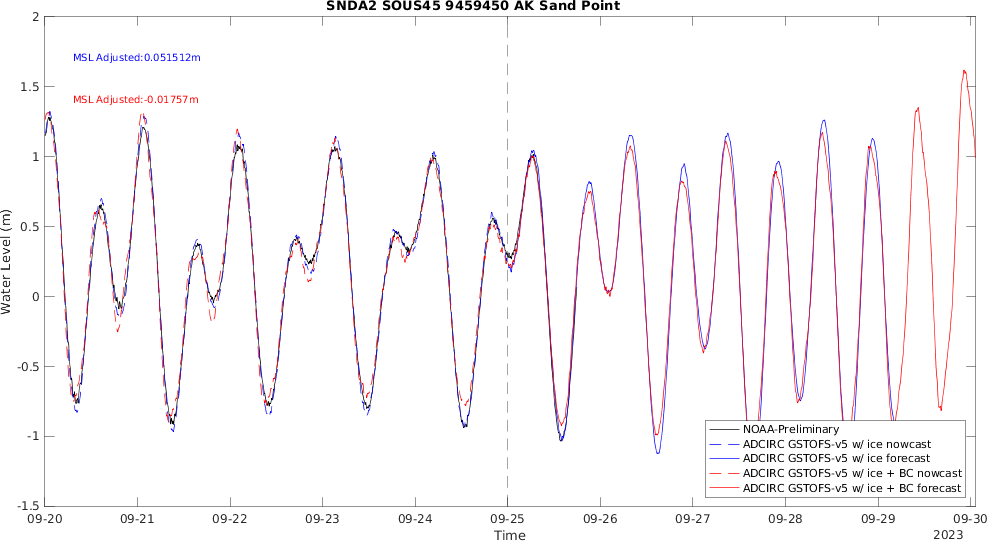 SNDA2 SOUS45 9459450 AK Sand Point
2
MSL Adjusted:0.051512m
1.5
MSL Adjusted:-0.01757m
1
0.5
Water Level (m)
0
-0.5
-1
-1.5
NOAA-Preliminary
ADCIRC GSTOFS-v5 w/ ice nowcast
ADCIRC GSTOFS-v5 w/ ice forecast
ADCIRC GSTOFS-v5 w/ ice + BC nowcast
ADCIRC GSTOFS-v5 w/ ice + BC forecast
09-20 09-21 09-22 09-23 09-24 09-25 09-26 09-27 09-28 09-29 09-30
Time
2023